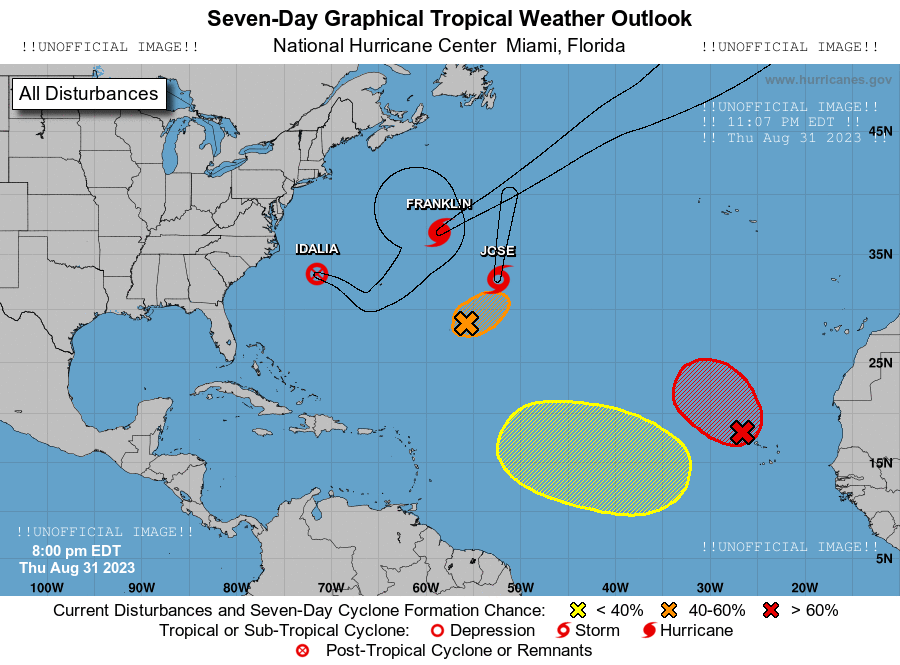 Seven-Day Graphical Tropical Weather Outlook
!!UNOFFICIAL IMAGE!! National Hurricane Center Miami, Florida !!UNOFFICIAL IMAGE!!
www.hurricanes.gov
All Disturbances
!!UNOFFICIAL IMAGE!!
!! 11:07 PM EDT !!
!! Thu Aug 31 2023 !!
45N
FRANKLIN
IDALIA
JOSE
35N
25N
15N
!!UNOFFICIAL IMAGE!!
8:00 pm EDT
Thu Aug 31 2023
!!UNOFFICIAL IMAGE!!
5N
100W 90W 80W 70W 60W 50W 40W 30W 20W
Current Disturbances and Seven-Day Cyclone Formation Chance: < 40% 40-60% > 60%
Tropical or Sub-Tropical Cyclone: Depression Storm Hurricane
Post-Tropical Cyclone or Remnants